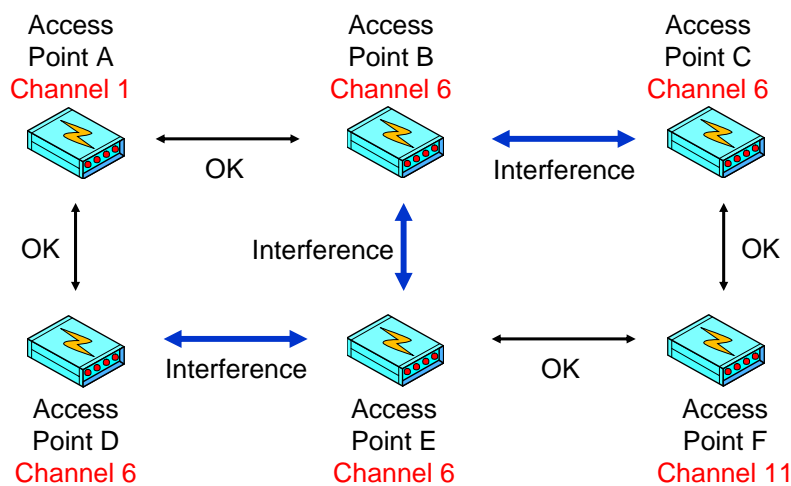 Access
Point A
Channel 1
Access
Point B
Channel 6
Access
Point C
Channel 6
OK
Interference
OK
Interference
OK
Interference
OK
Access
Point D
Channel 6
Access
Point E
Channel 6
Access
Point F
Channel 11